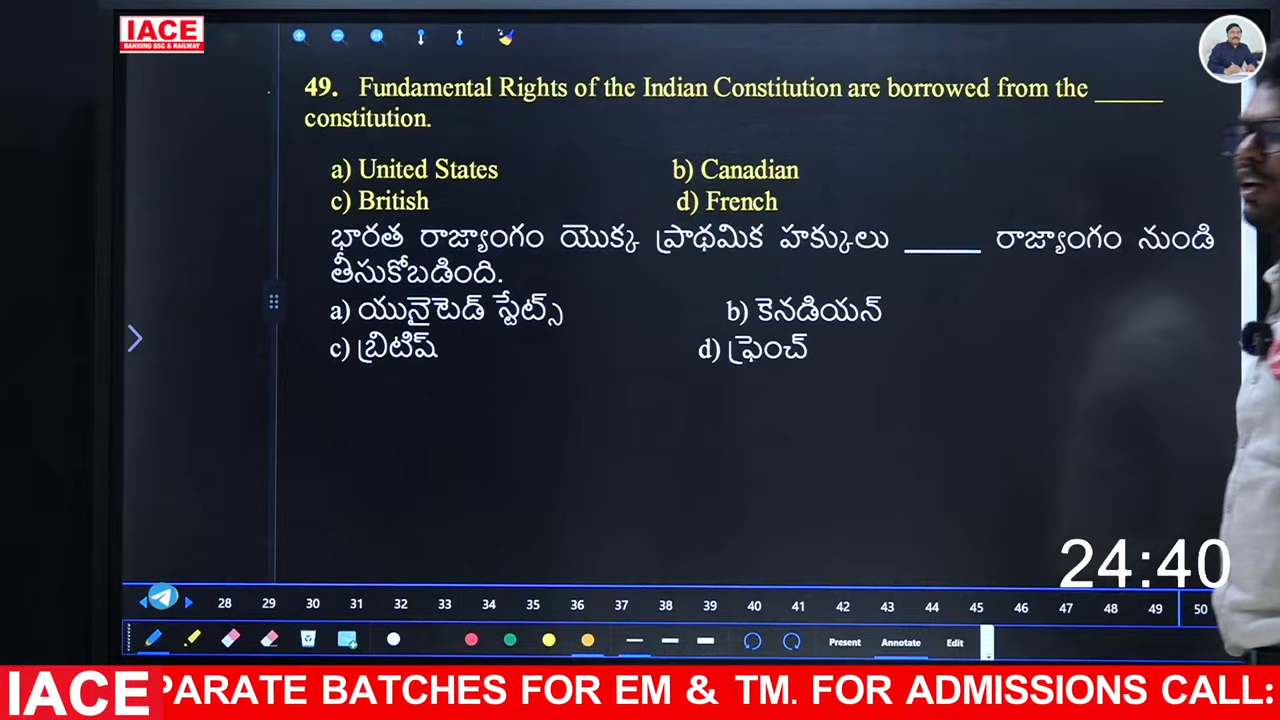 IACE
BANKING SSC & RAILWAY
49. Fundamental Rights of the Indian Constitution are borrowed from the ______
constitution.
a) United States b) Canadian
c) British d) French
భారత రాజ్యాంగం యొక్క ప్రాథమిక హక్కులు ______ రాజ్యాంగం నుండి
తీసుకోబడింది.
a) యునైటెడ్ స్టేట్స్ b) కెనడియన్
c) బ్రిటిష్ d) ఫ్రెంచ్
24:40
28 29 30 31 32 33 34 35 36 37 38 39 40 41 42 43 44 45 46 47 48 49 50
Present Annotate Edit
IACE PARATE BATCHES FOR EM & TM. FOR ADMISSIONS CALL: